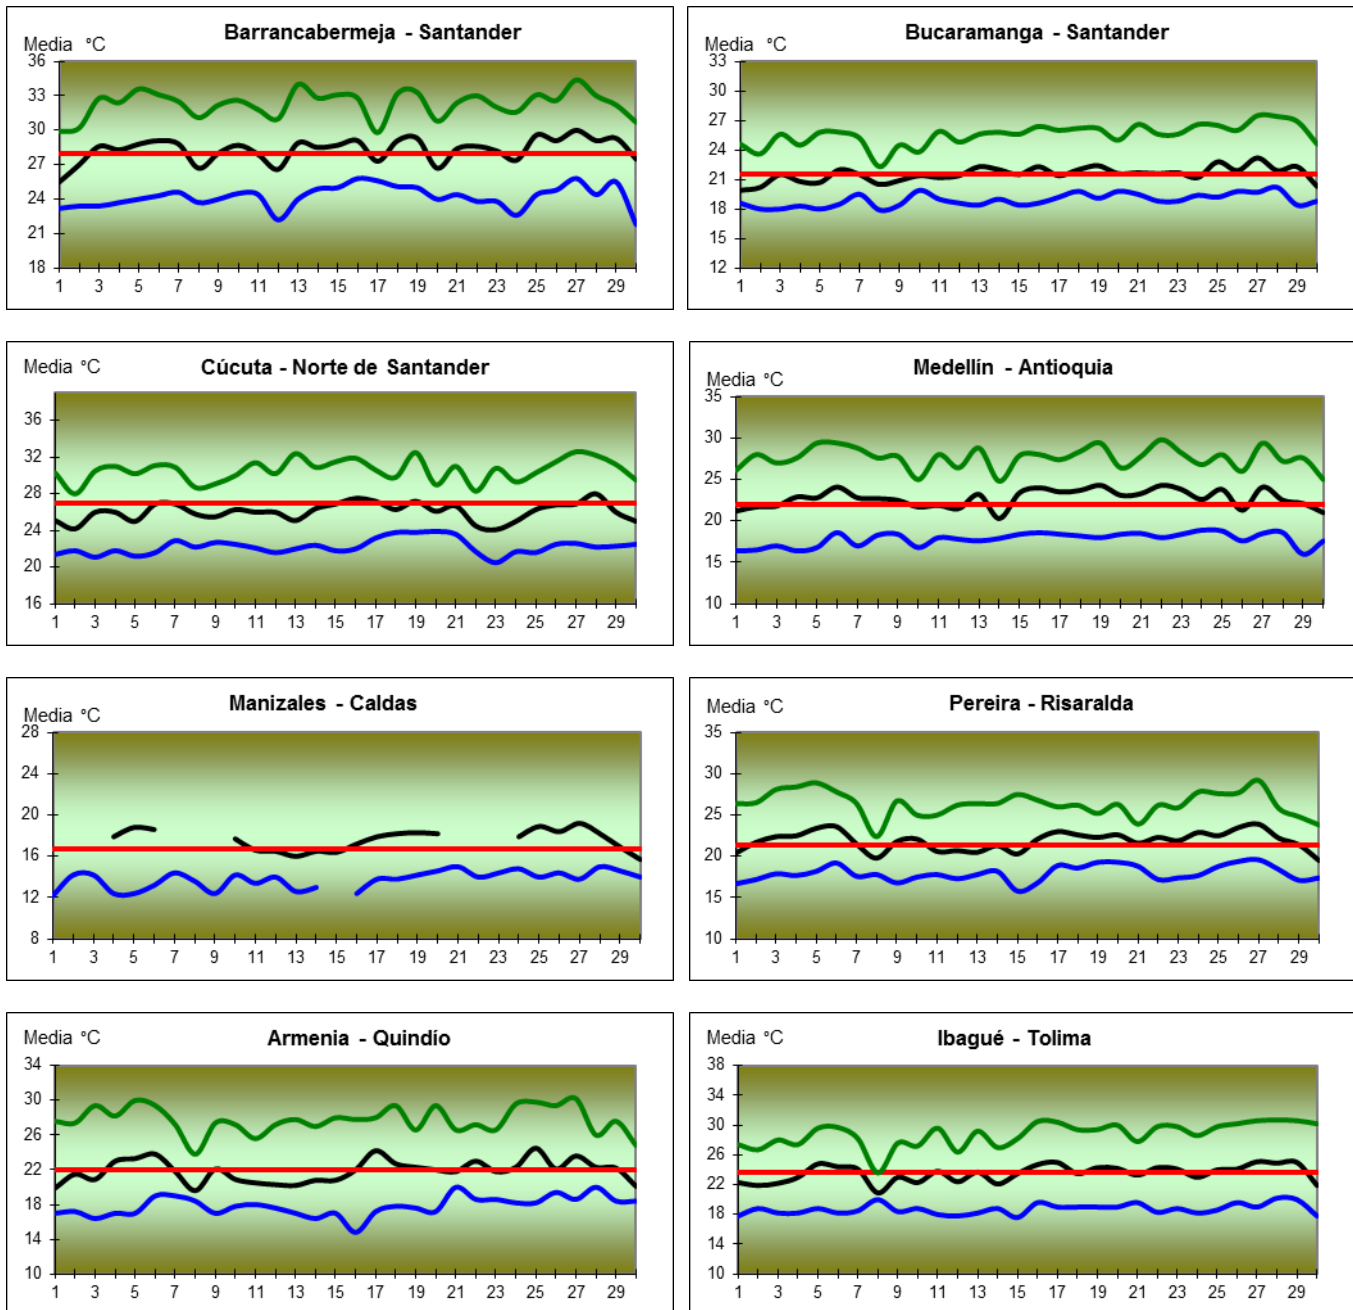 Barrancabermeja - Santander
Media °C
36
33
30
27
24
21
18
1 3 5 7 9 11 13 15 17 19 21 23 25 27 29
Bucaramanga - Santander
Media °C
33
30
27
24
21
18
15
12
1 3 5 7 9 11 13 15 17 19 21 23 25 27 29
Cúcuta - Norte de Santander
Media °C
36
32
28
24
20
16
1 3 5 7 9 11 13 15 17 19 21 23 25 27 29
Medellín - Antioquia
Media °C
35
30
25
20
15
10
1 3 5 7 9 11 13 15 17 19 21 23 25 27 29
Manizales - Caldas
Media °C
28
24
20
16
12
8
1 3 5 7 9 11 13 15 17 19 21 23 25 27 29
Pereira - Risaralda
Media °C
35
30
25
20
15
10
1 3 5 7 9 11 13 15 17 19 21 23 25 27 29
Armenia - Quindío
Media °C
34
30
26
22
18
14
10
1 3 5 7 9 11 13 15 17 19 21 23 25 27 29
Ibagué - Tolima
Media °C
38
34
30
26
22
18
14
10
1 3 5 7 9 11 13 15 17 19 21 23 25 27 29